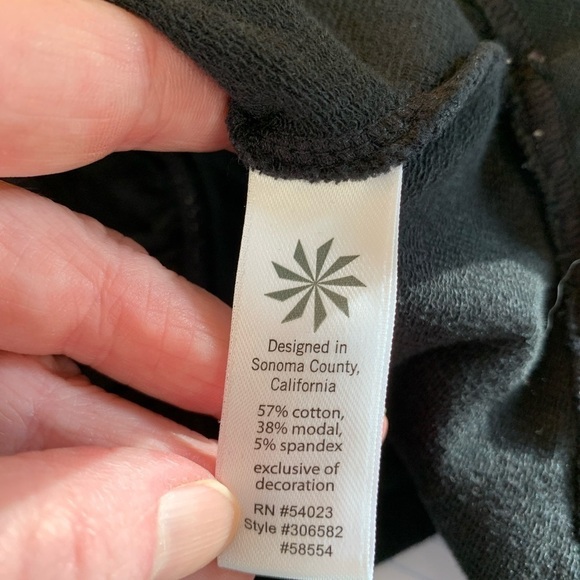 Designed in
Sonoma County,
California
57% cotton,
38% modal,
5% spandex
exclusive of
decoration
RN #54023
Style #306582
#58554